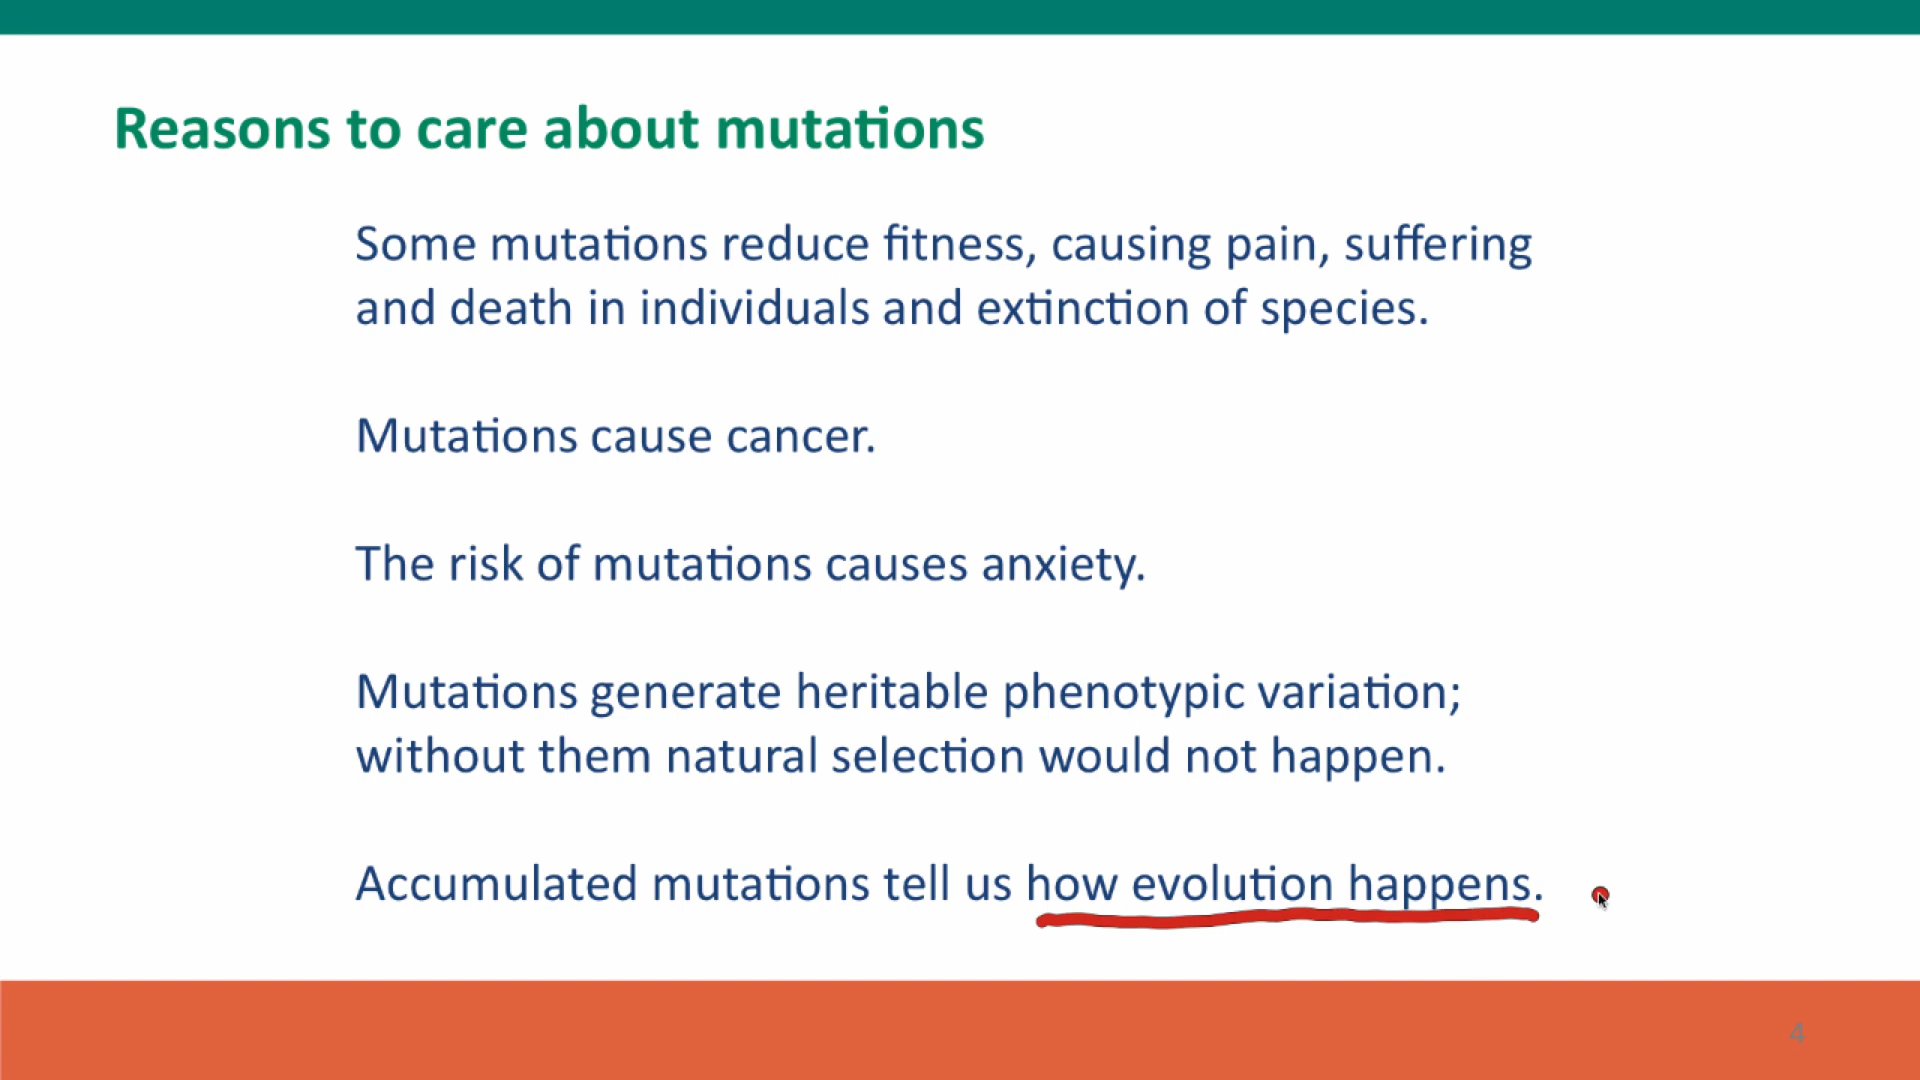 Reasons to care about mutations
Some mutations reduce fitness, causing pain, suffering
and death in individuals and extinction of species.
Mutations cause cancer.
The risk of mutations causes anxiety.
Mutations generate heritable phenotypic variation;
without them natural selection would not happen.
Accumulated mutations tell us how evolution happens.
4